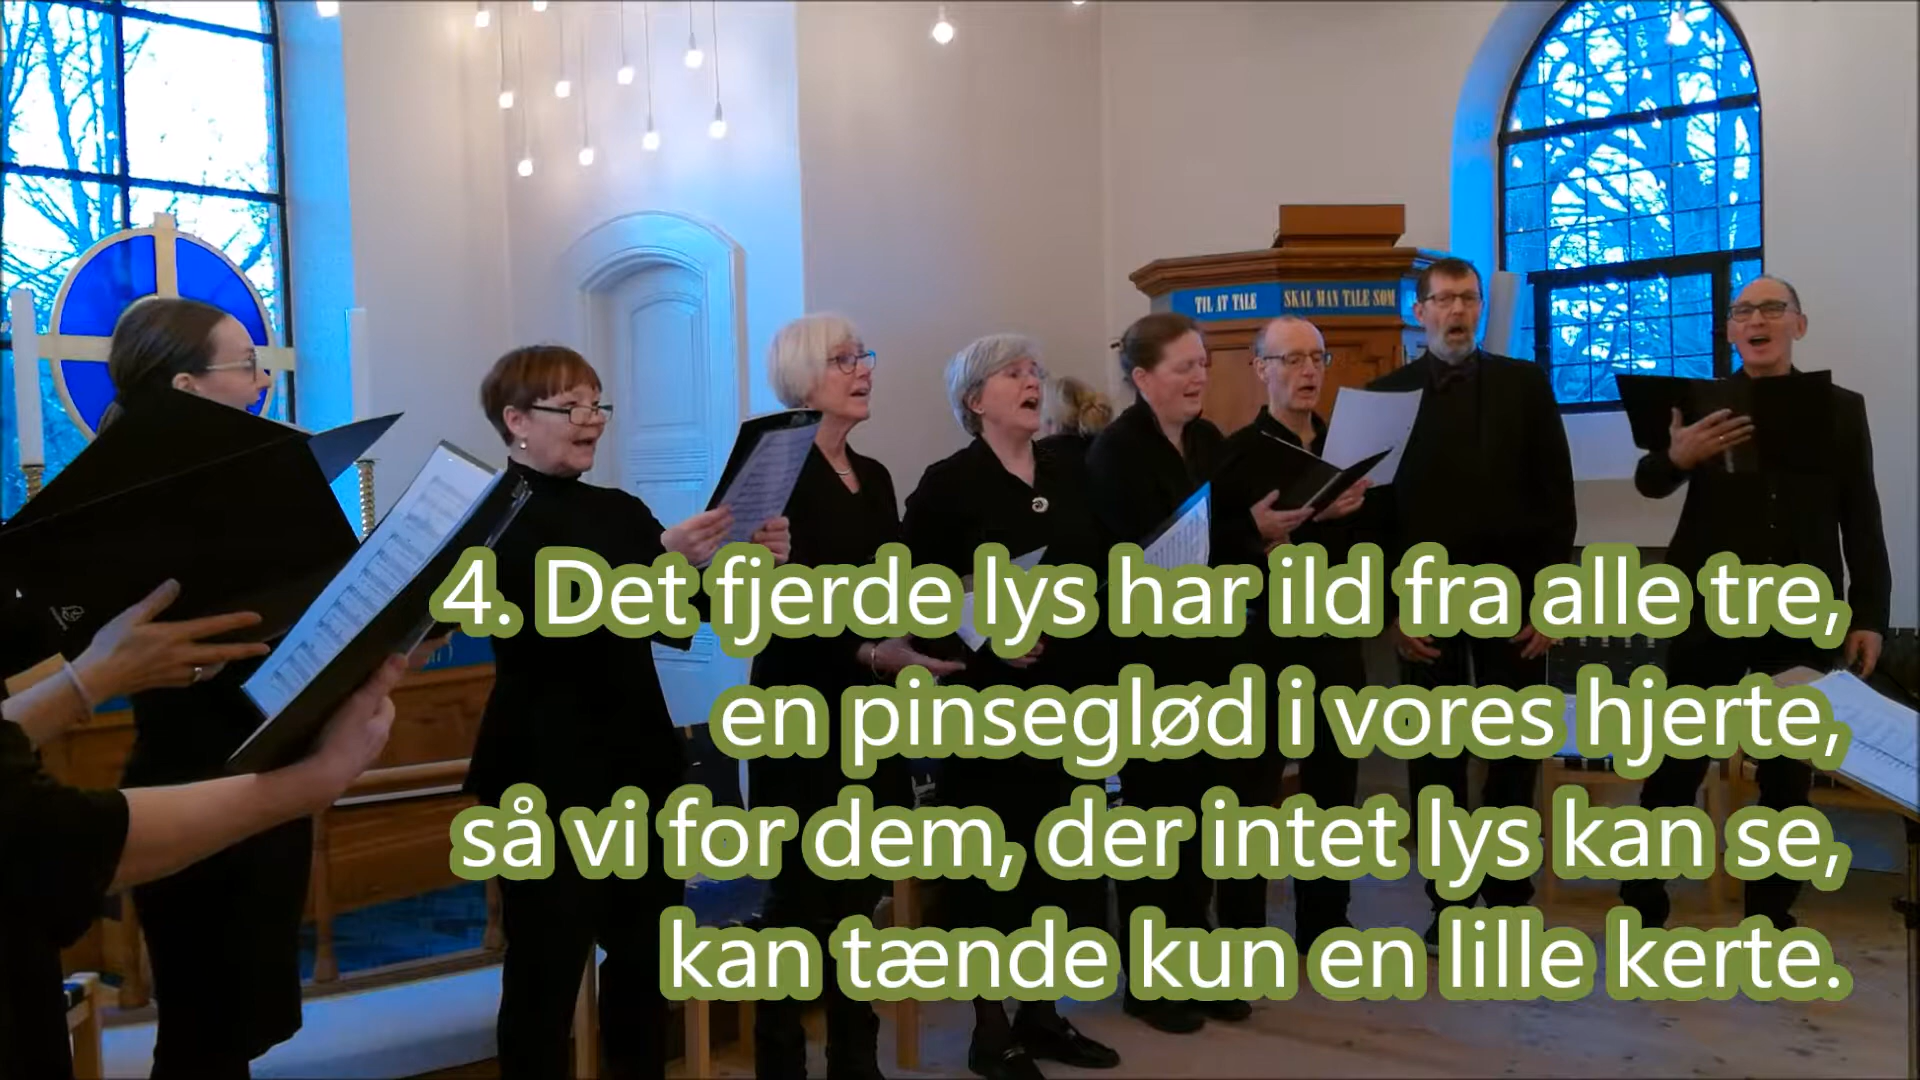 TIL AT TALE SKAL MAN TALE SOM
4. Det fjerde lys har ild fra alle tre,
en pinseglød i vores hjerte,
så vi for dem, der intet lys kan se,
kan tænde kun en lille kerte.